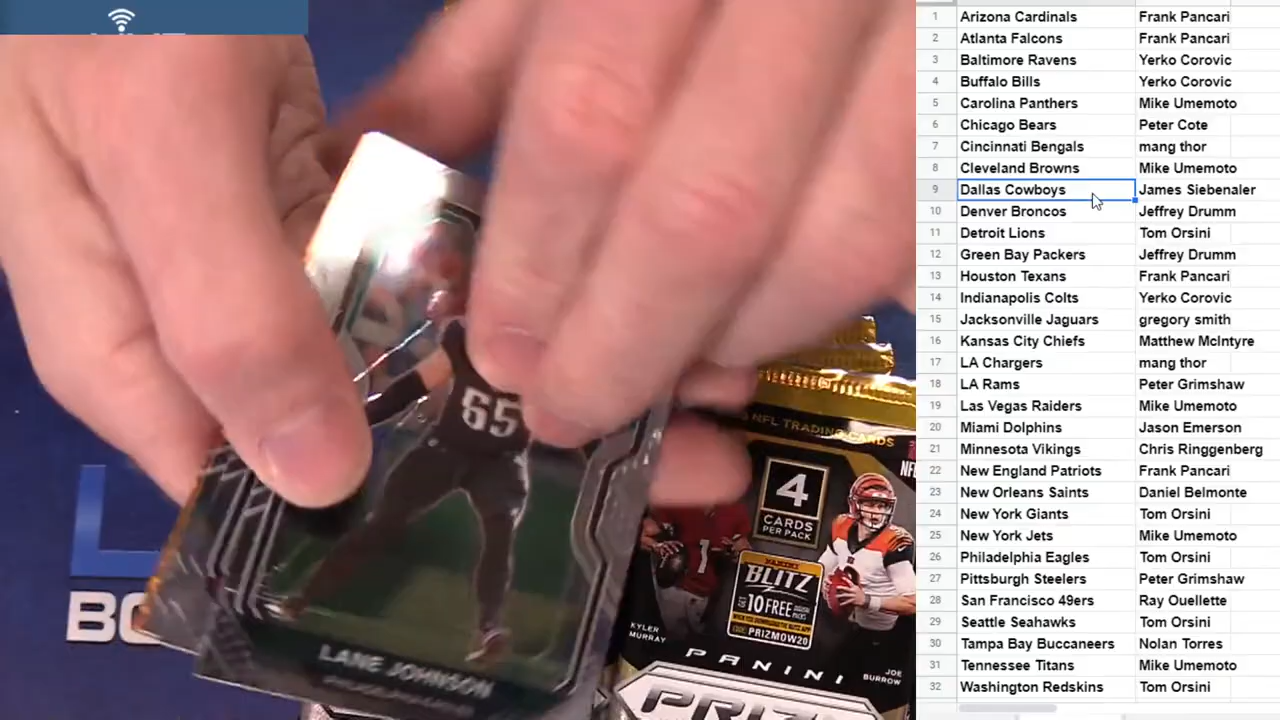 1 Arizona Cardinals Frank Pancari
2 Atlanta Falcons Frank Pancari
3 Baltimore Ravens Yerko Corovic
4 Buffalo Bills Yerko Corovic
5 Carolina Panthers Mike Umemoto
6 Chicago Bears Peter Cote
7 Cincinnati Bengals mang thor
8 Cleveland Browns Mike Umemoto
9 Dallas Cowboys James Siebenaler
10 Denver Broncos Jeffrey Drumm
11 Detroit Lions Tom Orsini
12 Green Bay Packers Jeffrey Drumm
13 Houston Texans Frank Pancari
14 Indianapolis Colts Yerko Corovic
15 Jacksonville Jaguars gregory smith
16 Kansas City Chiefs Matthew McIntyre
17 LA Chargers mang thor
18 LA Rams Peter Grimshaw
19 Las Vegas Raiders Mike Umemoto
20 Miami Dolphins Jason Emerson
21 Minnesota Vikings Chris Ringgenberg
22 New England Patriots Frank Pancari
23 New Orleans Saints Daniel Belmonte
24 New York Giants Tom Orsini
25 New York Jets Mike Umemoto
26 Philadelphia Eagles Tom Orsini
27 Pittsburgh Steelers Peter Grimshaw
28 San Francisco 49ers Ray Ouellette
29 Seattle Seahawks Tom Orsini
30 Tampa Bay Buccaneers Nolan Torres
31 Tennessee Titans Mike Umemoto
32 Washington Redskins Tom Orsini
65
LANE JOHNSON
NFL TRADING CARDS
NFL
4
CARDS
PER PACK
1
PANINI
BLITZ
10 FREE
PRIZMOW20
KYLER
MURRAY
JOE
BURROW
PANINI
PRIZM